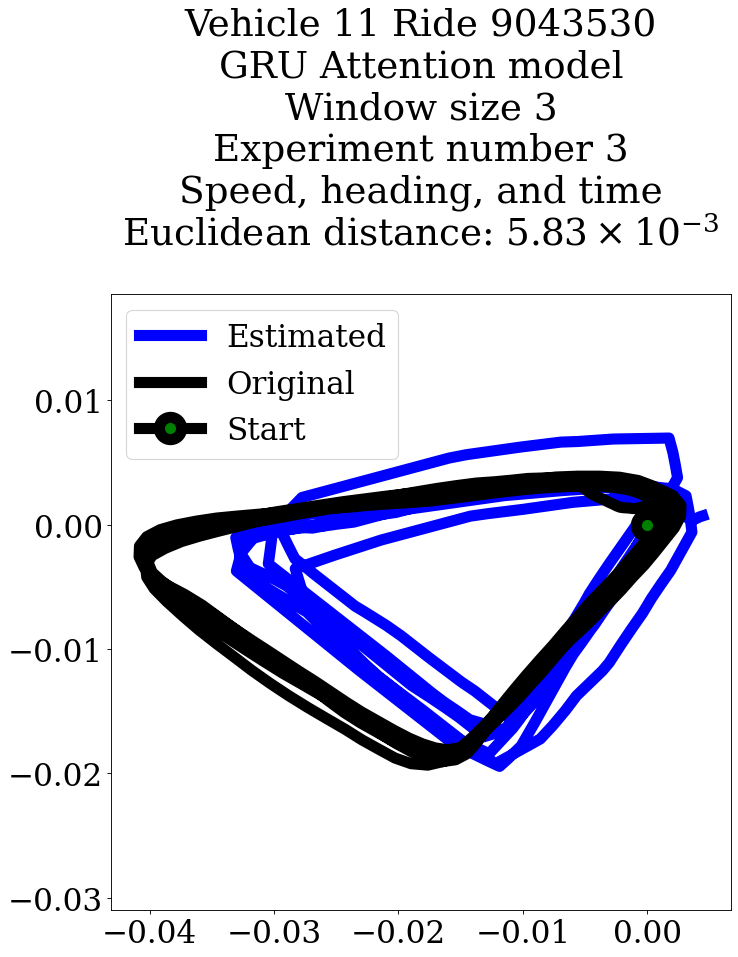 Vehicle 11 Ride 9043530
GRU Attention model
Window size 3
Experiment number 3
Speed, heading, and time
Euclidean distance: 5.83 × 10⁻³
Estimated
Original
Start
0.01
0.00
−0.01
−0.02
−0.03
−0.04 −0.03 −0.02 −0.01 0.00